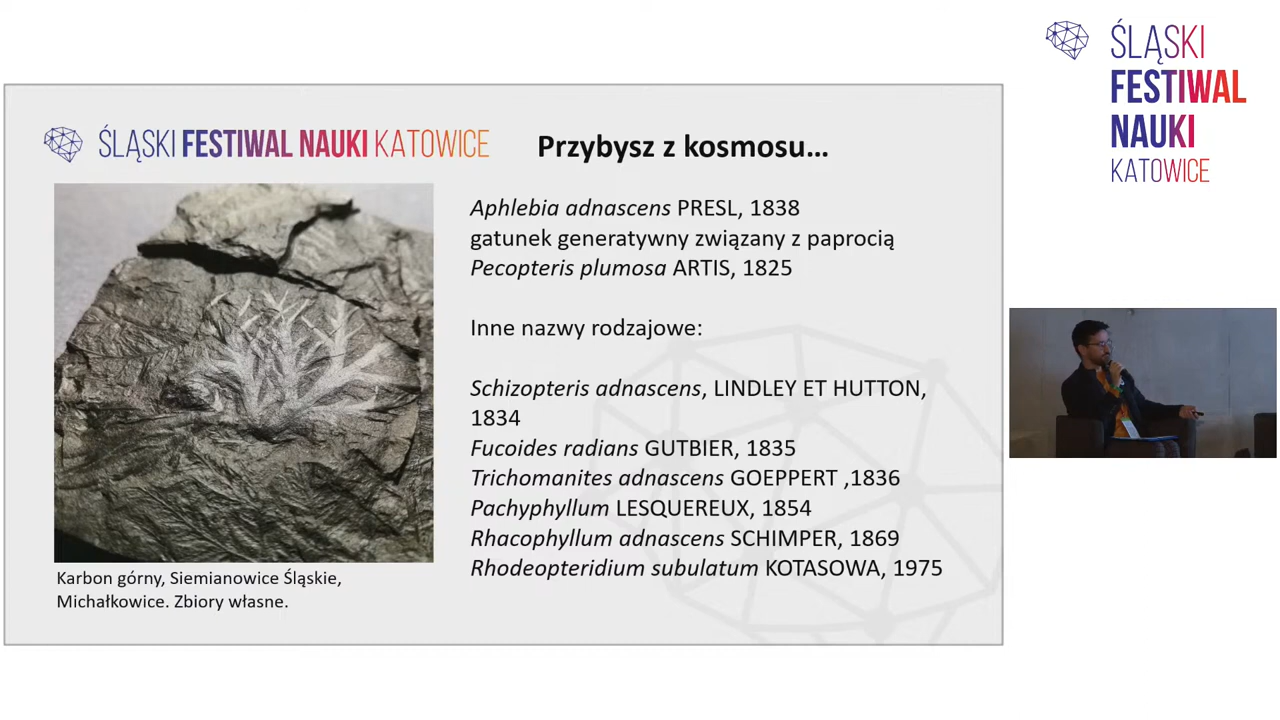 ŚLĄSKI FESTIWAL NAUKI KATOWICE
Przybysz z kosmosu...
Aphlebia adnascens PRESL, 1838
gatunek generatywny związany z paprocią
Pecopteris plumosa ARTIS, 1825
Inne nazwy rodzajowe:
Schizopteris adnascens, LINDLEY ET HUTTON,
1834
Fucoides radians GUTBIER, 1835
Trichomanites adnascens GOEPPERT ,1836
Pachyphyllum LESQUEREUX, 1854
Rhacophyllum adnascens SCHIMPER, 1869
Rhodeopteridium subulatum KOTASOWA, 1975
Karbon górny, Siemianowice Śląskie,
Michałkowice. Zbiory własne.
ŚLĄSKI
FESTIWAL
NAUKI
KATOWICE